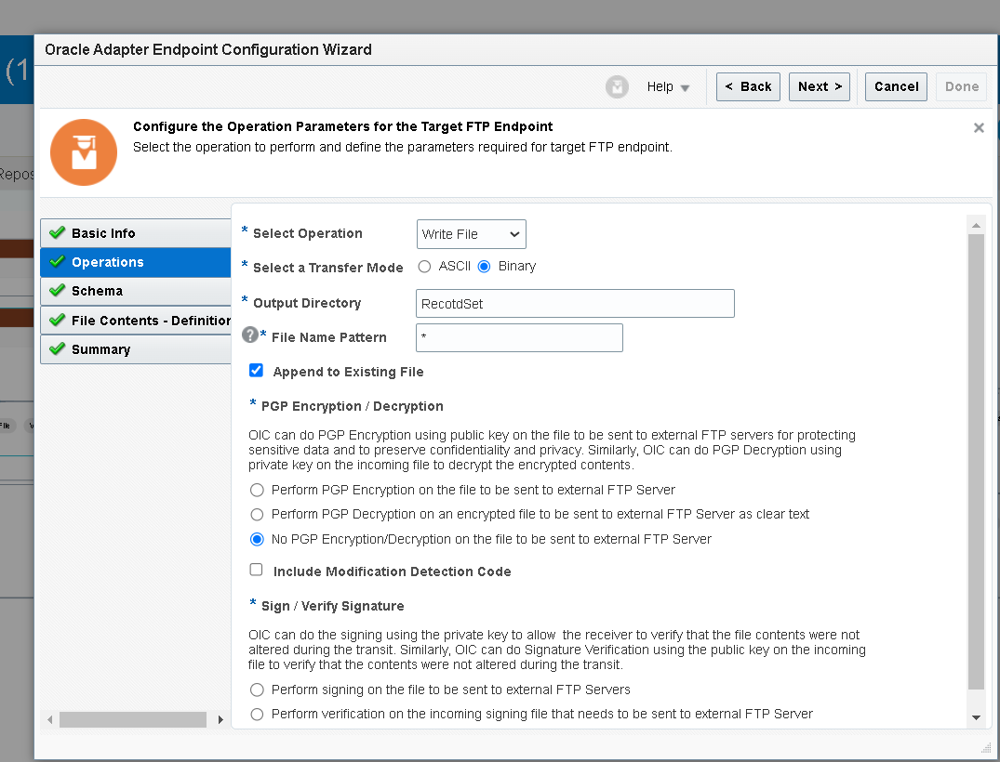 Oracle Adapter Endpoint Configuration Wizard
(1
Help
< Back
Next >
Cancel
Done
Configure the Operation Parameters for the Target FTP Endpoint
Select the operation to perform and define the parameters required for target FTP endpoint.
Repos
Basic Info
Operations
Schema
File Contents - Definition
Summary
* Select Operation
Write File
* Select a Transfer Mode
ASCII
Binary
* Output Directory
RecotdSet
?* File Name Pattern
*
Append to Existing File
* PGP Encryption / Decryption
OIC can do PGP Encryption using public key on the file to be sent to external FTP servers for protecting
sensitive data and to preserve confidentiality and privacy. Similarly, OIC can do PGP Decryption using
private key on the incoming file to decrypt the encrypted contents.
Perform PGP Encryption on the file to be sent to external FTP Server
Perform PGP Decryption on an encrypted file to be sent to external FTP Server as clear text
No PGP Encryption/Decryption on the file to be sent to external FTP Server
Include Modification Detection Code
* Sign / Verify Signature
OIC can do the signing using the private key to allow the receiver to verify that the file contents were not
altered during the transit. Similarly, OIC can do Signature Verification using the public key on the incoming
file to verify that the contents were not altered during the transit.
Perform signing on the file to be sent to external FTP Servers
Perform verification on the incoming signing file that needs to be sent to external FTP Server